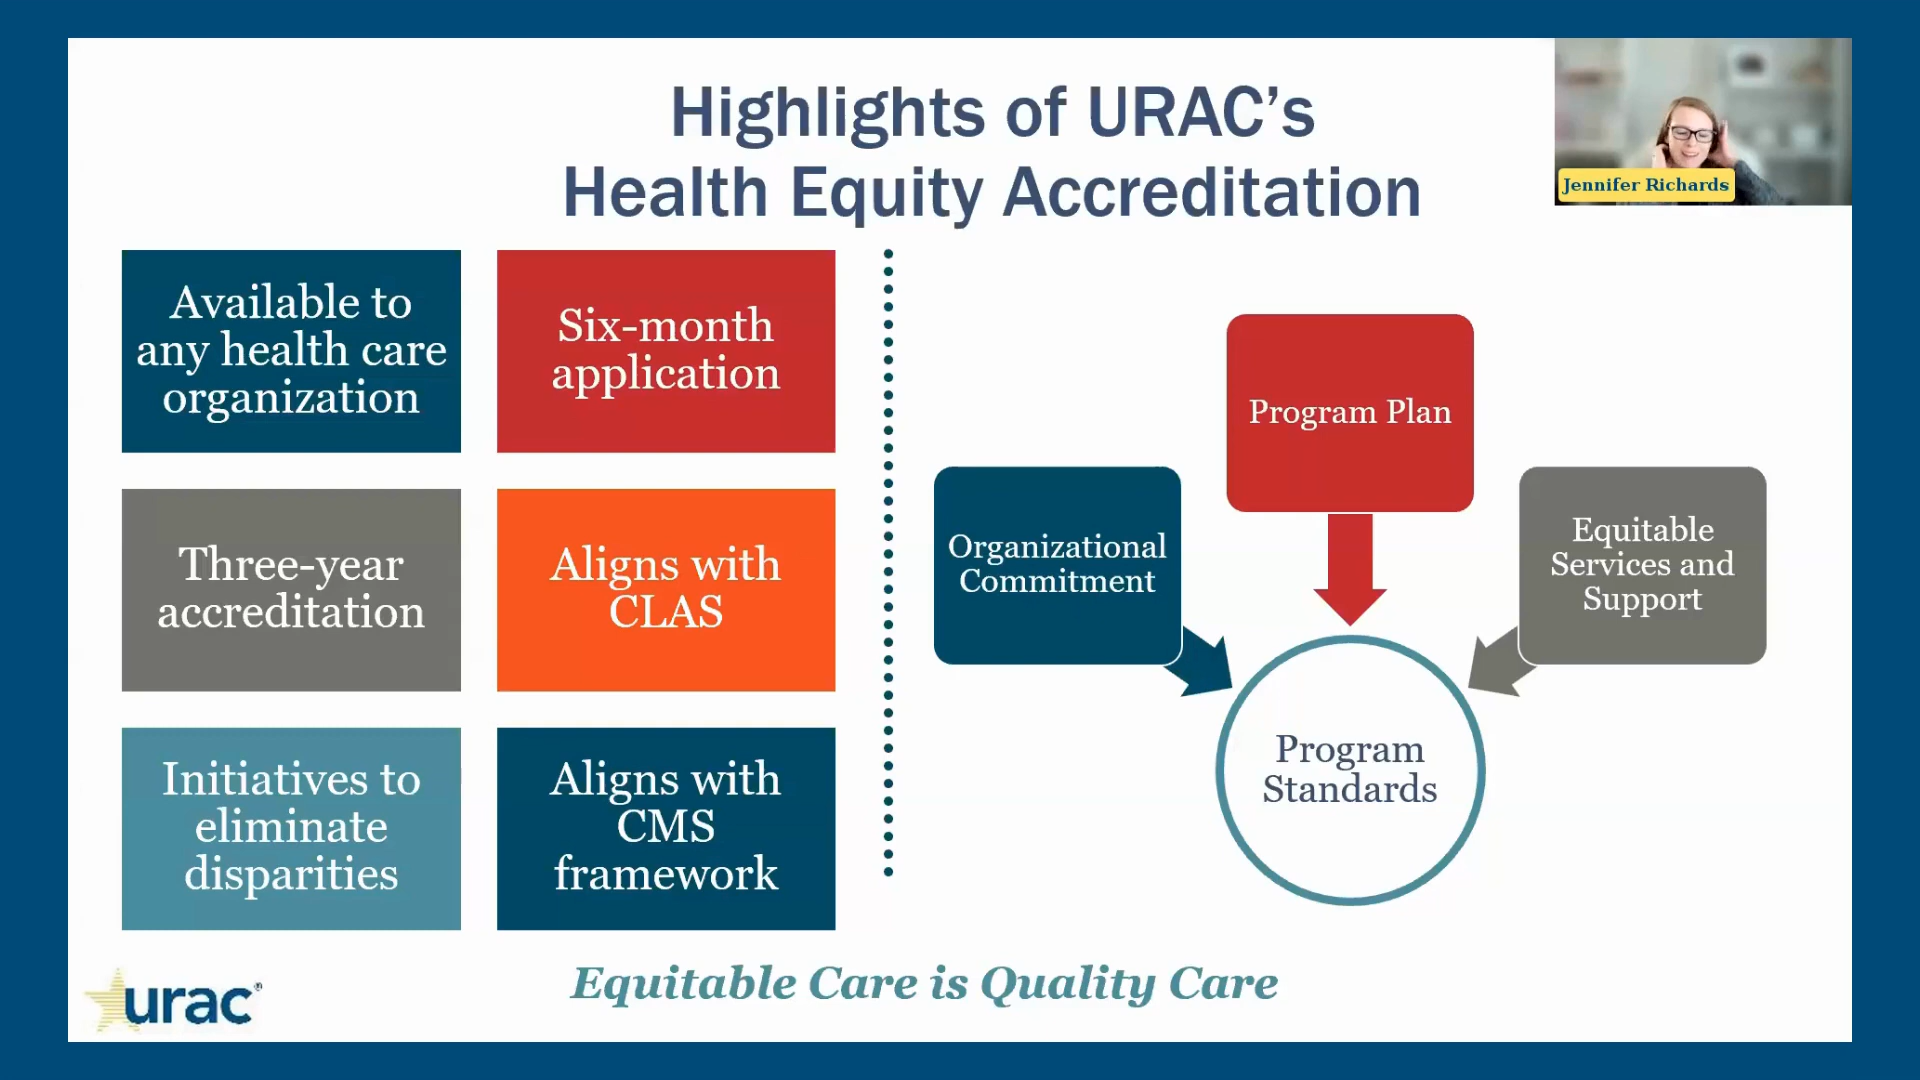 Highlights of URAC’s
Health Equity Accreditation
Jennifer Richards
Available to
any health care
organization
Six-month
application
Three-year
accreditation
Aligns with
CLAS
Initiatives to
eliminate
disparities
Aligns with
CMS
framework
Program Plan
Organizational
Commitment
Equitable
Services and
Support
Program
Standards
urac®
Equitable Care is Quality Care